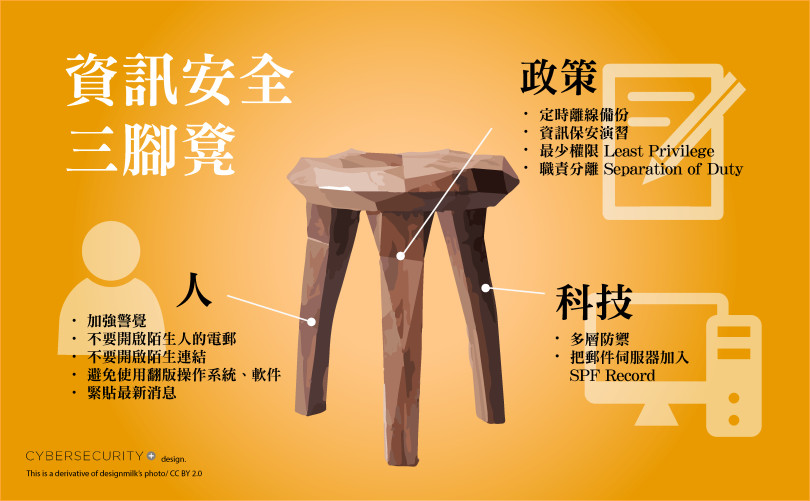 資訊安全
三腳凳
政策
· 定時離線備份
· 資訊保安演習
· 最少權限 Least Privilege
· 職責分離 Separation of Duty
人
· 加強警覺
· 不要開啟陌生人的電郵
· 不要開啟陌生連結
· 避免使用翻版操作系統、軟件
· 緊貼最新消息
科技
· 多層防禦
· 把郵件伺服器加入
SPF Record
CYBERSECURITY + design.
This is a derivative of designmilk's photo/ CC BY 2.0